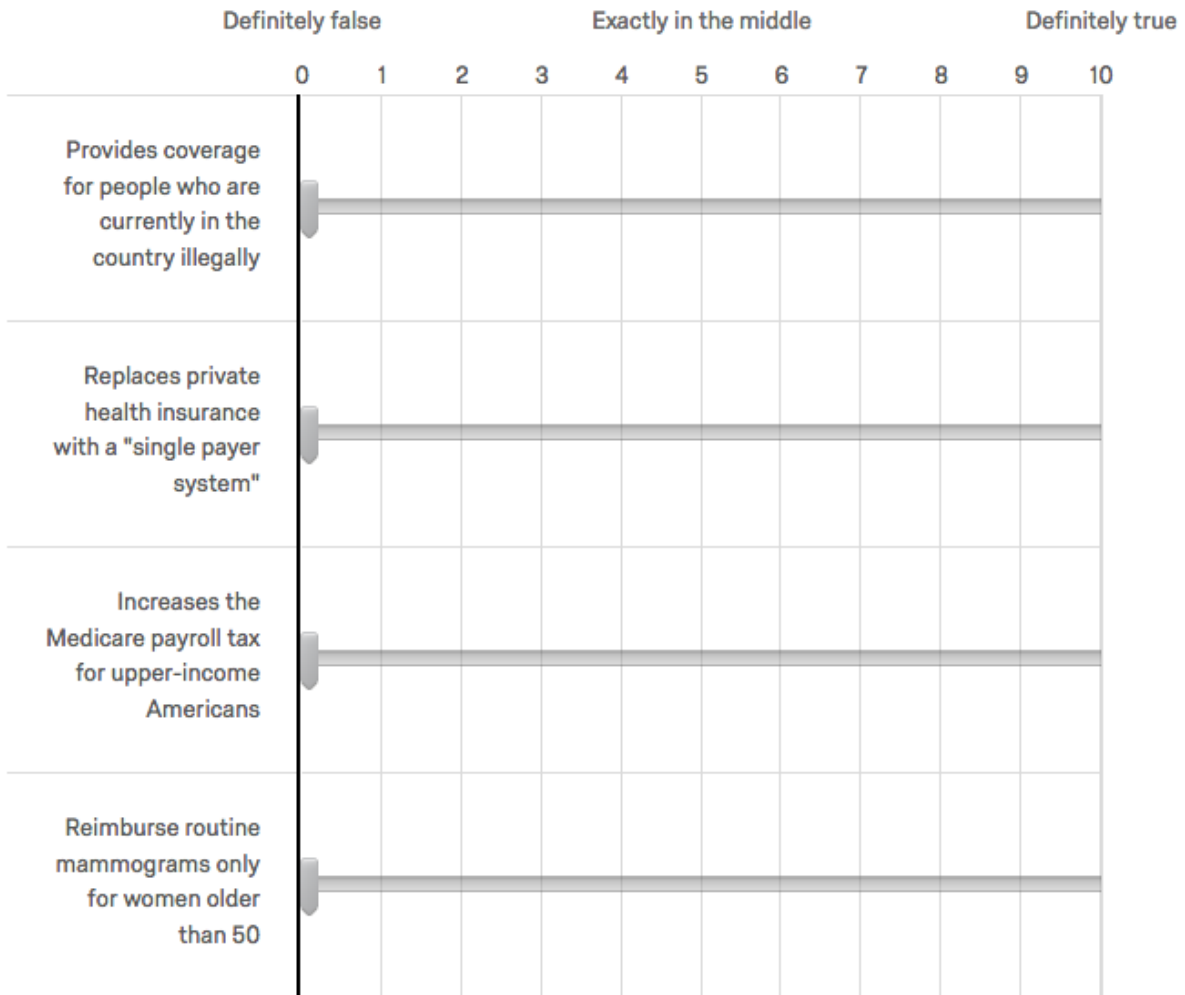 Definitely false Exactly in the middle Definitely true
0 1 2 3 4 5 6 7 8 9 10
Provides coverage
for people who are
currently in the
country illegally
Replaces private
health insurance
with a "single payer
system"
Increases the
Medicare payroll tax
for upper-income
Americans
Reimburse routine
mammograms only
for women older
than 50